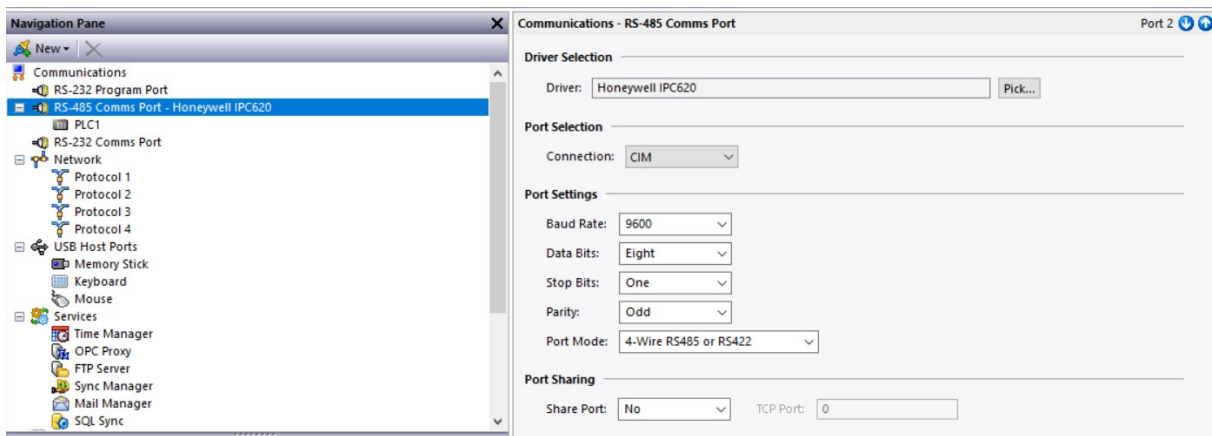 Navigation Pane
New
Communications
RS-232 Program Port
RS-485 Comms Port - Honeywell IPC620
PLC1
RS-232 Comms Port
Network
Protocol 1
Protocol 2
Protocol 3
Protocol 4
USB Host Ports
Memory Stick
Keyboard
Mouse
Services
Time Manager
OPC Proxy
FTP Server
Sync Manager
Mail Manager
SQL Sync
Communications - RS-485 Comms Port Port 2
Driver Selection
Driver: Honeywell IPC620 Pick...
Port Selection
Connection: CIM
Port Settings
Baud Rate: 9600
Data Bits: Eight
Stop Bits: One
Parity: Odd
Port Mode: 4-Wire RS485 or RS422
Port Sharing
Share Port: No TCP Port: 0